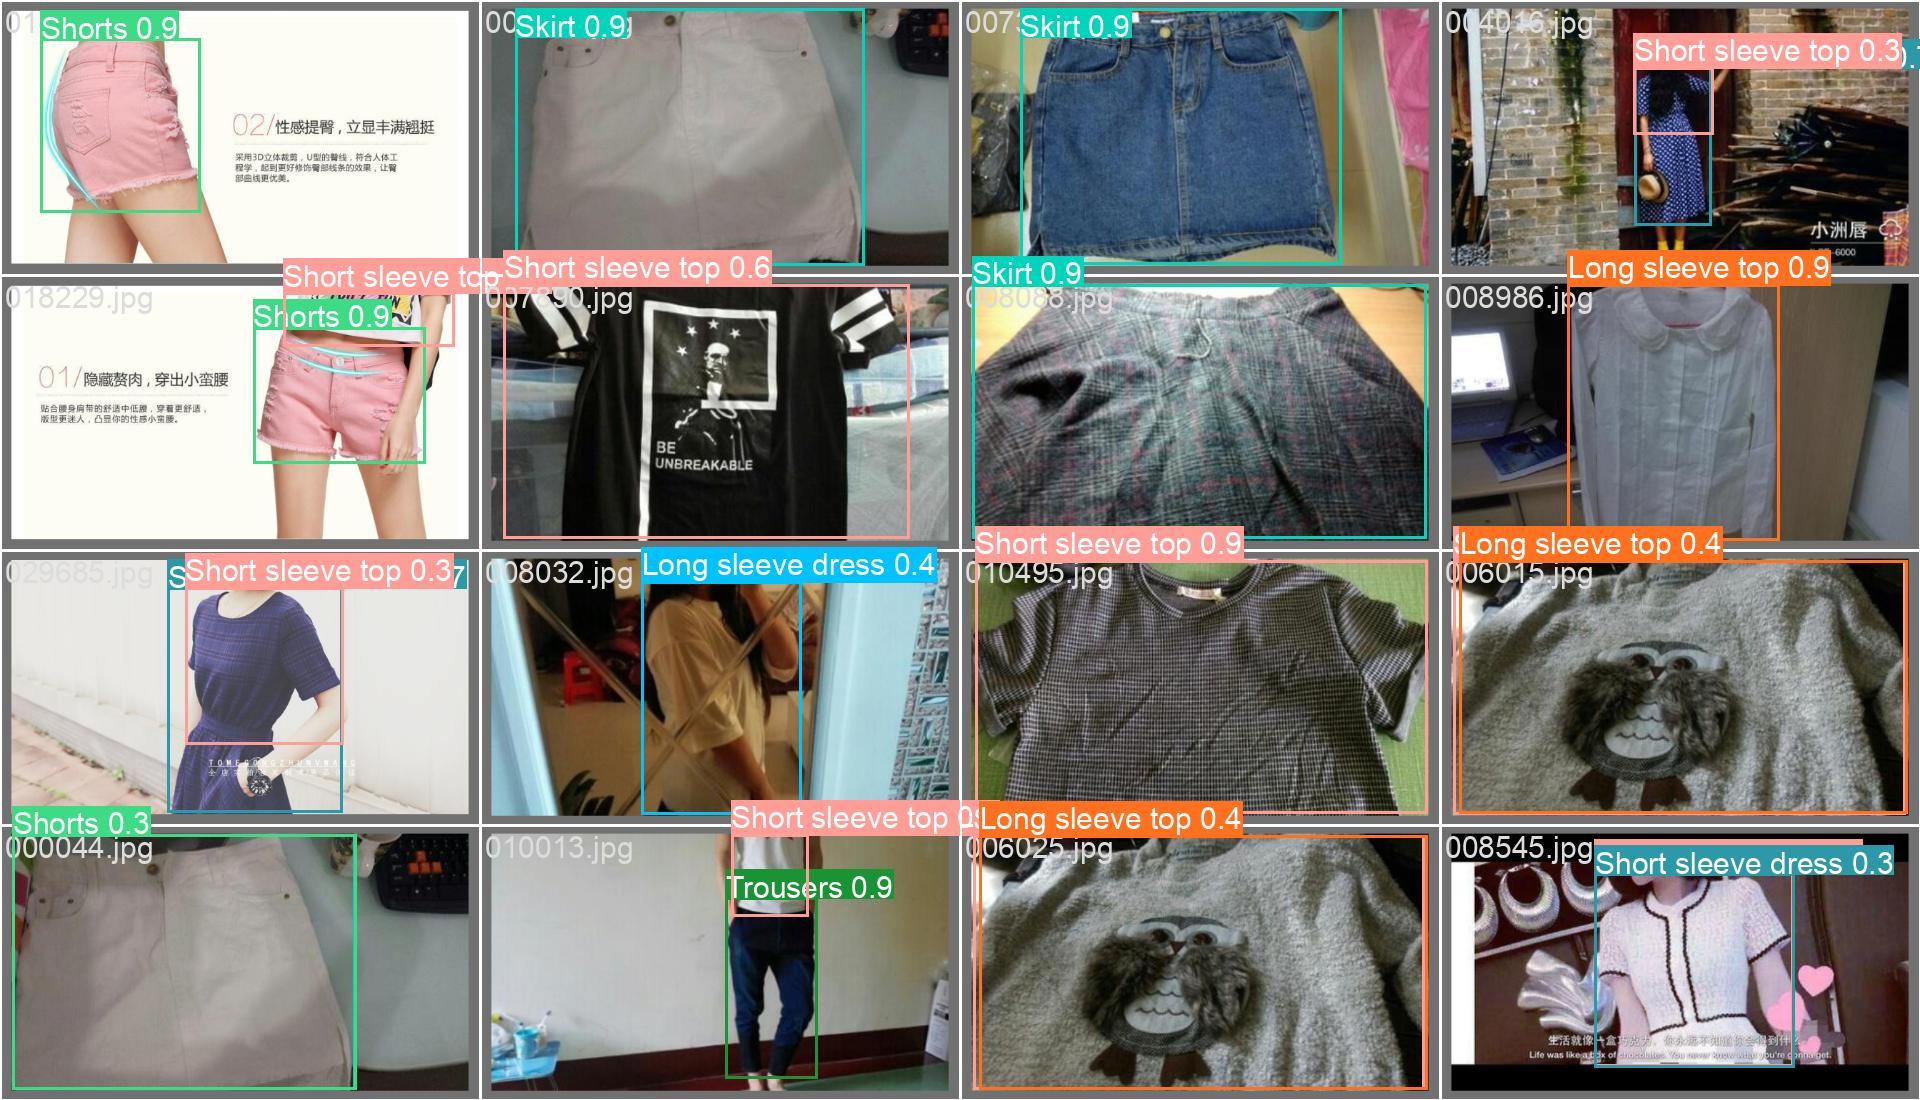 Shorts 0.9
Skirt 0.9
Skirt 0.9
004016.jpg
Short sleeve top 0.3
02/性感提臀，立显丰满翘挺
采用3D立体裁剪，U型的臀线，符合人体工
程学，起到更好修饰臀部线条的效果，让臀
部曲线更优美。
小洲唇
6000
018229.jpg
Short sleeve top
Shorts 0.9
01/隐藏赘肉，穿出小蛮腰
贴合腰身肩带的舒适中低腰，穿着更舒适，
版型更迷人，凸显你的性感小蛮腰。
Short sleeve top 0.6
007890.jpg
BE
UNBREAKABLE
Skirt 0.9
008088.jpg
Long sleeve top 0.9
008986.jpg
029685.jpg
Short sleeve top 0.3
TOMEGONGZHUNVWANG
008032.jpg
Long sleeve dress 0.4
Short sleeve top 0.9
010495.jpg
Long sleeve top 0.4
006015.jpg
Shorts 0.3
000044.jpg
010013.jpg
Short sleeve top
Trousers 0.9
Long sleeve top 0.4
006025.jpg
008545.jpg
Short sleeve dress 0.3
生活就像一盒巧克力，你永远不知道你会得到什
Life was like a box of chocolates. You never know what you're gonna get.